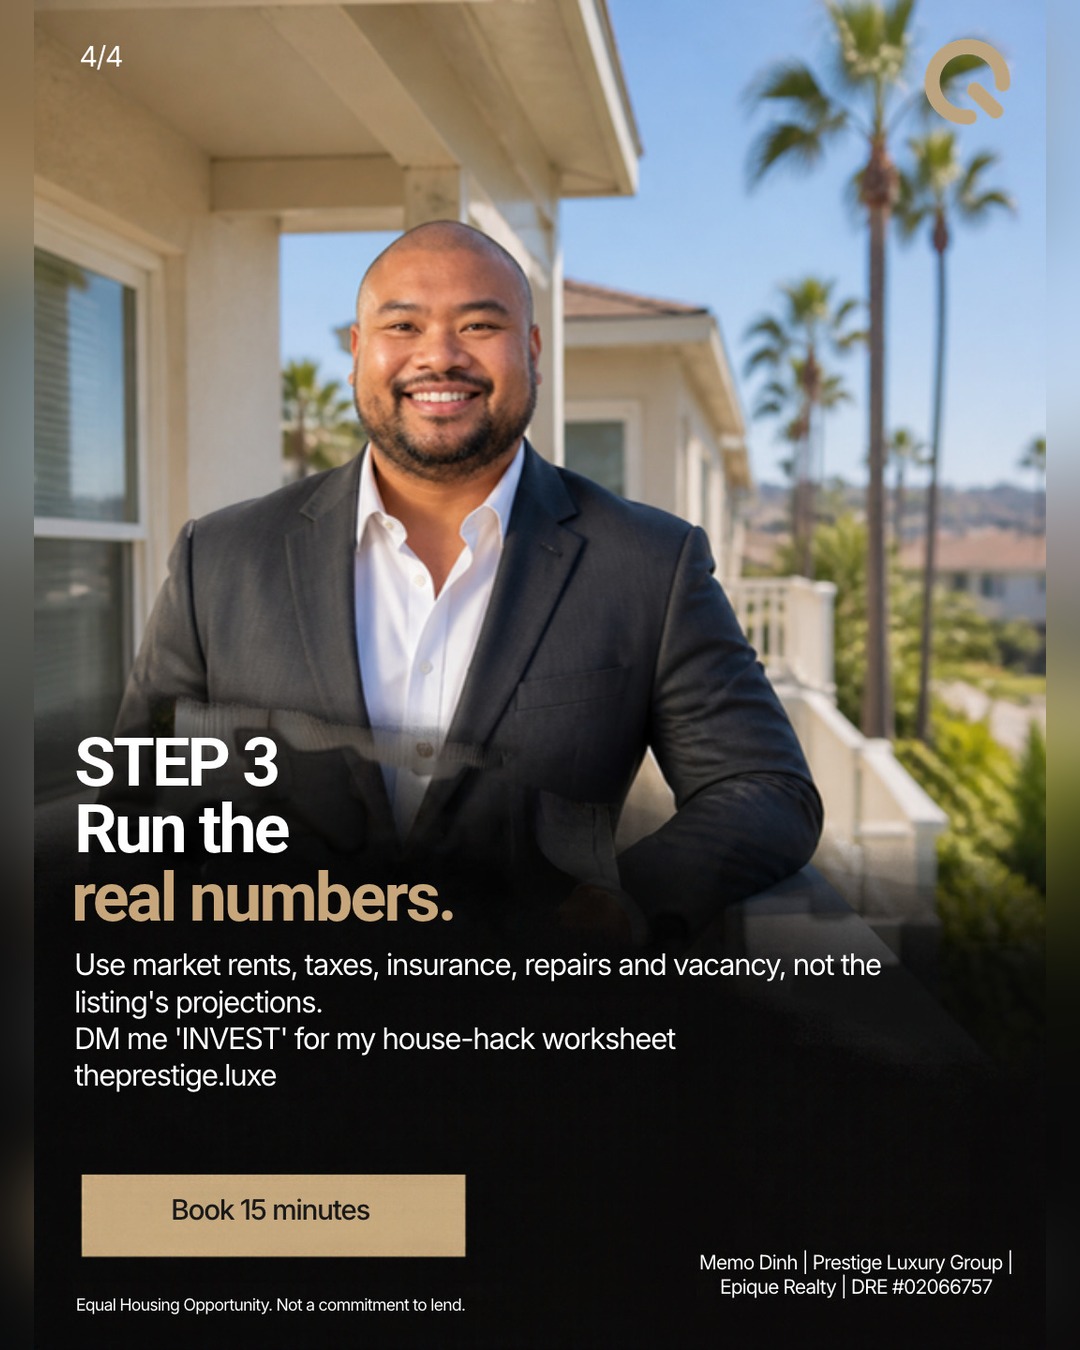 4/4
STEP 3
Run the
real numbers.
Use market rents, taxes, insurance, repairs and vacancy, not the
listing's projections.
DM me 'INVEST' for my house-hack worksheet
theprestige.luxe
Book 15 minutes
Memo Dinh | Prestige Luxury Group |
Epique Realty | DRE #02066757
Equal Housing Opportunity. Not a commitment to lend.